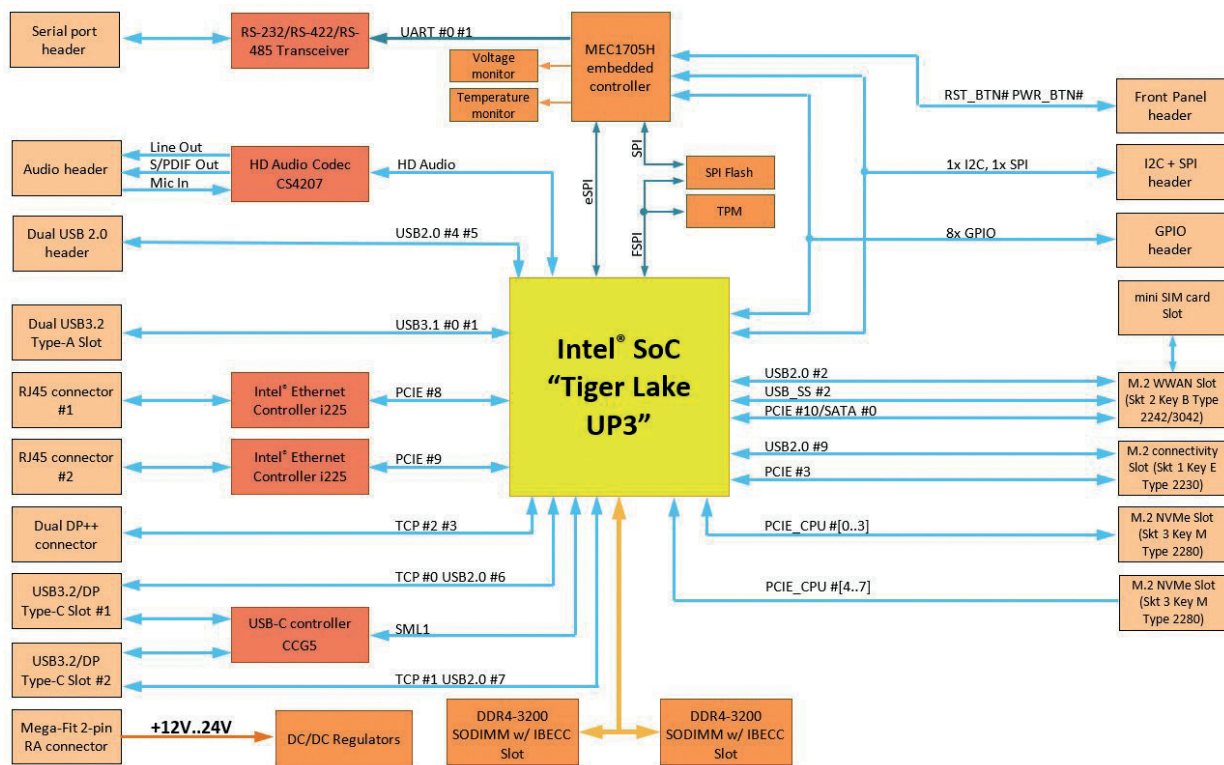 Serial port
header
RS-232/RS-422/RS-
485 Transceiver
UART #0 #1
MEC1705H
embedded
controller
Voltage
monitor
Temperature
monitor
RST_BTN# PWR_BTN#
Front Panel
header
Audio header
Line Out
S/PDIF Out
Mic In
HD Audio Codec
CS4207
HD Audio
eSPI
SPI
SPI Flash
TPM
FSPI
1x I2C, 1x SPI
I2C + SPI
header
Dual USB 2.0
header
USB2.0 #4 #5
8x GPIO
GPIO
header
mini SIM card
Slot
Dual USB3.2
Type-A Slot
USB3.1 #0 #1
Intel® SoC
“Tiger Lake
UP3”
RJ45 connector
#1
Intel® Ethernet
Controller i225
PCIE #8
USB2.0 #2
USB_SS #2
PCIE #10/SATA #0
M.2 WWAN Slot
(Skt 2 Key B Type
2242/3042)
RJ45 connector
#2
Intel® Ethernet
Controller i225
PCIE #9
USB2.0 #9
PCIE #3
M.2 connectivity
Slot (Skt 1 Key E
Type 2230)
Dual DP++
connector
TCP #2 #3
PCIE_CPU #[0..3]
M.2 NVMe Slot
(Skt 3 Key M
Type 2280)
USB3.2/DP
Type-C Slot #1
TCP #0 USB2.0 #6
PCIE_CPU #[4..7]
M.2 NVMe Slot
(Skt 3 Key M
Type 2280)
USB-C controller
CCG5
SML1
USB3.2/DP
Type-C Slot #2
TCP #1 USB2.0 #7
Mega-Fit 2-pin
RA connector
+12V..24V
DC/DC Regulators
DDR4-3200
SODIMM w/ IBECC
Slot
DDR4-3200
SODIMM w/ IBECC
Slot